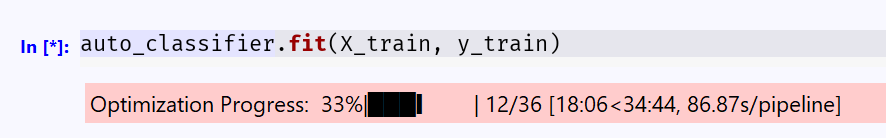 In [*]: auto_classifier.fit(X_train, y_train)
Optimization Progress: 33%|███▌ | 12/36 [18:06<34:44, 86.87s/pipeline]